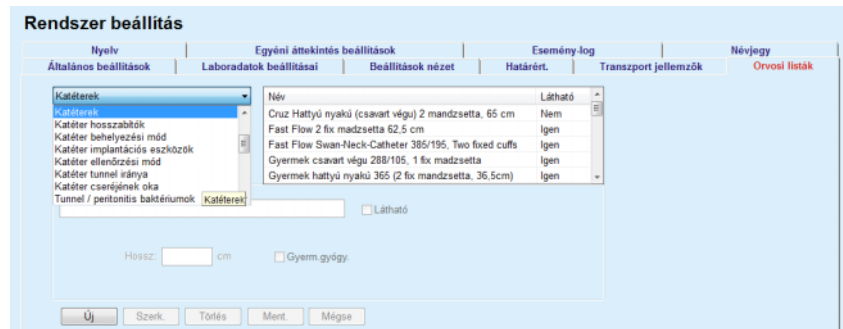 Rendszer beállítás
Nyelv Egyéni áttekintés beállítások Esemény-log Névjegy
Általános beállítások Laboradatok beállításai Beállítások nézet Határért. Transzport jellemzők Orvosi listák
Katéterek
Katéterek
Katéter hosszabítók
Katéter behelyezési mód
Katéter implantációs eszközök
Katéter ellenőrzési mód
Katéter tunnel iránya
Katéter cseréjének oka
Tunnel / peritonitis baktériumok
Katéterek
Név Látható
Cruz Hattyú nyakú (csavart végu) 2 mandzsetta, 65 cm Nem
Fast Flow 2 fix madzsetta 62,5 cm Igen
Fast Flow Swan-Neck-Catheter 385/195, Two fixed cuffs Igen
Gyermek csavart végu 288/105, 1 fix madzsetta Igen
Gyermek hattyú nyakú 365 (2 fix mandzsetta, 36,5cm) Igen
Látható
Hossz: cm Gyerm.gyógy.
Új Szerk. Törlés Ment. Mégse